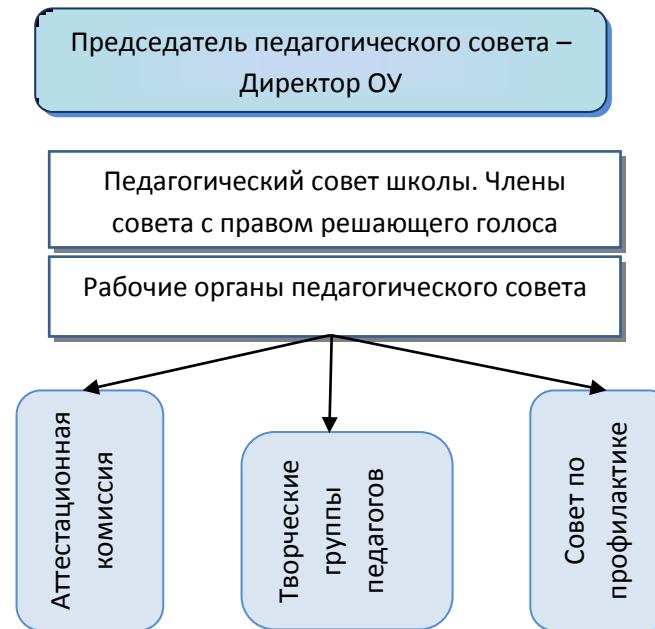 Председатель педагогического совета –
Директор ОУ
Педагогический совет школы. Члены
совета с правом решающего голоса
Рабочие органы педагогического совета
Аттестационная
комиссия
Творческие
группы
педагогов
Совет по
профилактике